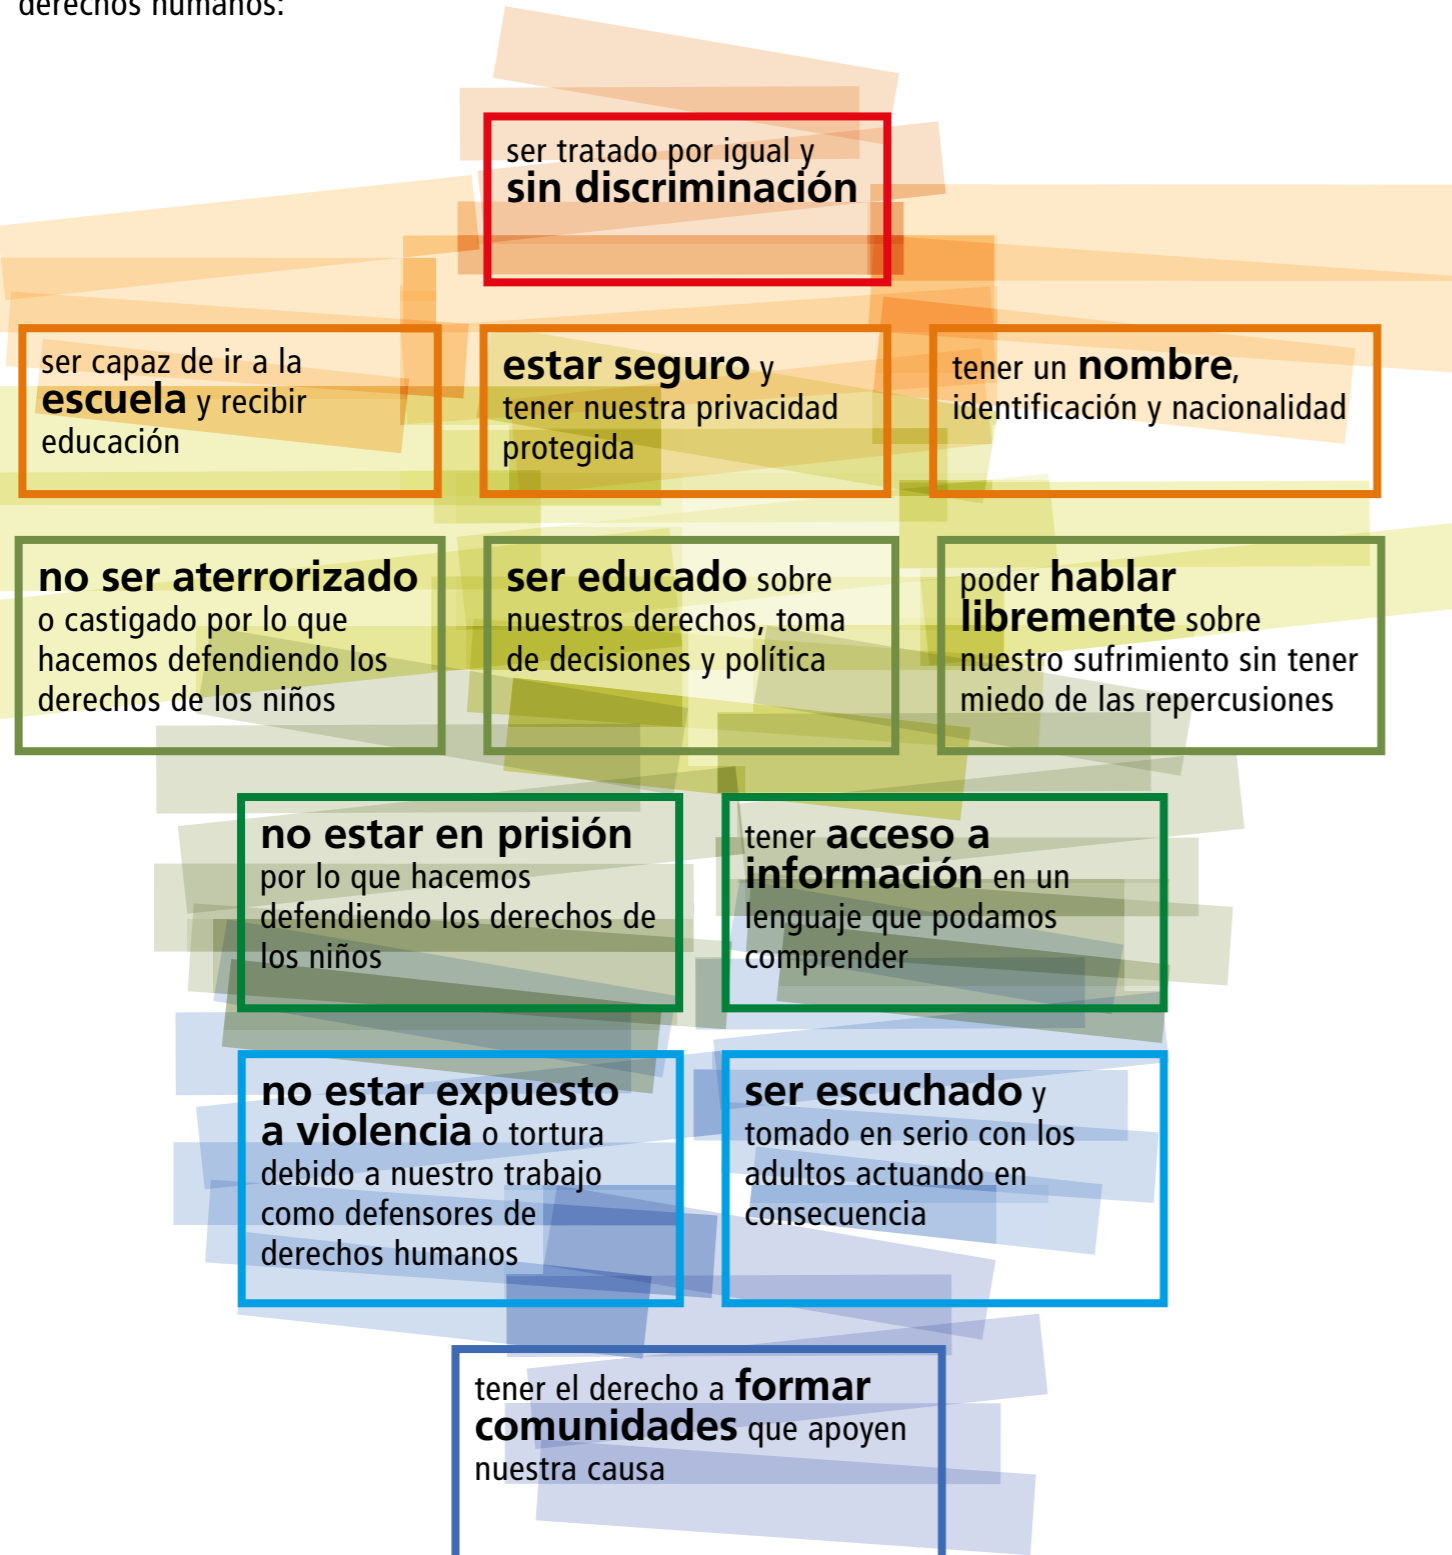 derechos humanos:
ser tratado por igual y
sin discriminación
ser capaz de ir a la
escuela y recibir
educación
estar seguro y
tener nuestra privacidad
protegida
tener un nombre,
identificación y nacionalidad
no ser aterrorizado
o castigado por lo que
hacemos defendiendo los
derechos de los niños
ser educado sobre
nuestros derechos, toma
de decisiones y política
poder hablar
libremente sobre
nuestro sufrimiento sin tener
miedo de las repercusiones
no estar en prisión
por lo que hacemos
defendiendo los derechos de
los niños
tener acceso a
información en un
lenguaje que podamos
comprender
no estar expuesto
a violencia o tortura
debido a nuestro trabajo
como defensores de
derechos humanos
ser escuchado y
tomado en serio con los
adultos actuando en
consecuencia
tener el derecho a formar
comunidades que apoyen
nuestra causa